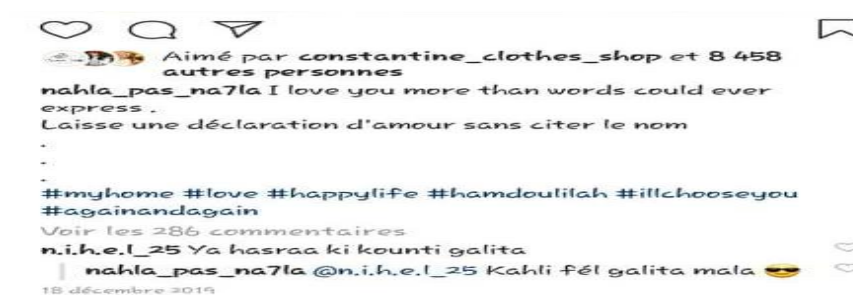 Aimé par constantine_clothes_shop et 8 458
autres personnes
nahla_pas_na7la I love you more than words could ever
express .
Laisse une déclaration d'amour sans citer le nom
.
.
.
#myhome #love #happylife #hamdoulilah #illchooseyou
#againandagain
Voir les 286 commentaires
n.i.h.e.l_25 Ya hasraa ki kounti galita
nahla_pas_na7la @n.i.h.e.l_25 Kahli fél galita mala 😎
18 décembre 2019